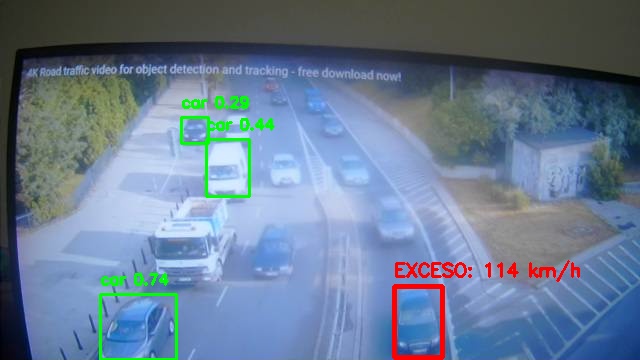 4K Road traffic video for object detection and tracking - free download now!
car 0.29
car 0.44
EXCESO: 114 km/h
car 0.74